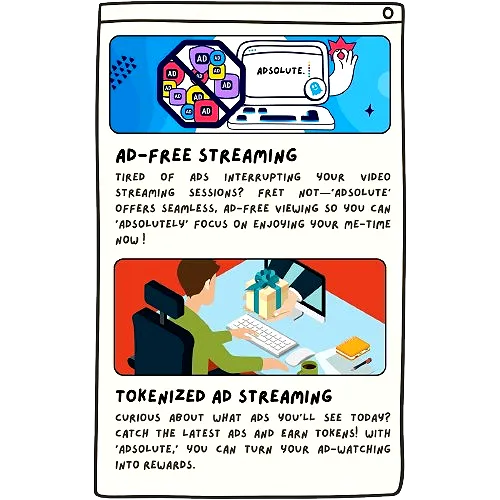 AD AD AD AD AD AD AD AD
ADSOLUTE.
AD-FREE STREAMING
TIRED OF ADS INTERRUPTING YOUR VIDEO
STREAMING SESSIONS? FRET NOT—'ADSOLUTE'
OFFERS SEAMLESS, AD-FREE VIEWING SO YOU CAN
'ADSOLUTELY' FOCUS ON ENJOYING YOUR ME-TIME
NOW!
TOKENIZED AD STREAMING
CURIOUS ABOUT WHAT ADS YOU'LL SEE TODAY?
CATCH THE LATEST ADS AND EARN TOKENS! WITH
'ADSOLUTE,' YOU CAN TURN YOUR AD-WATCHING
INTO REWARDS.